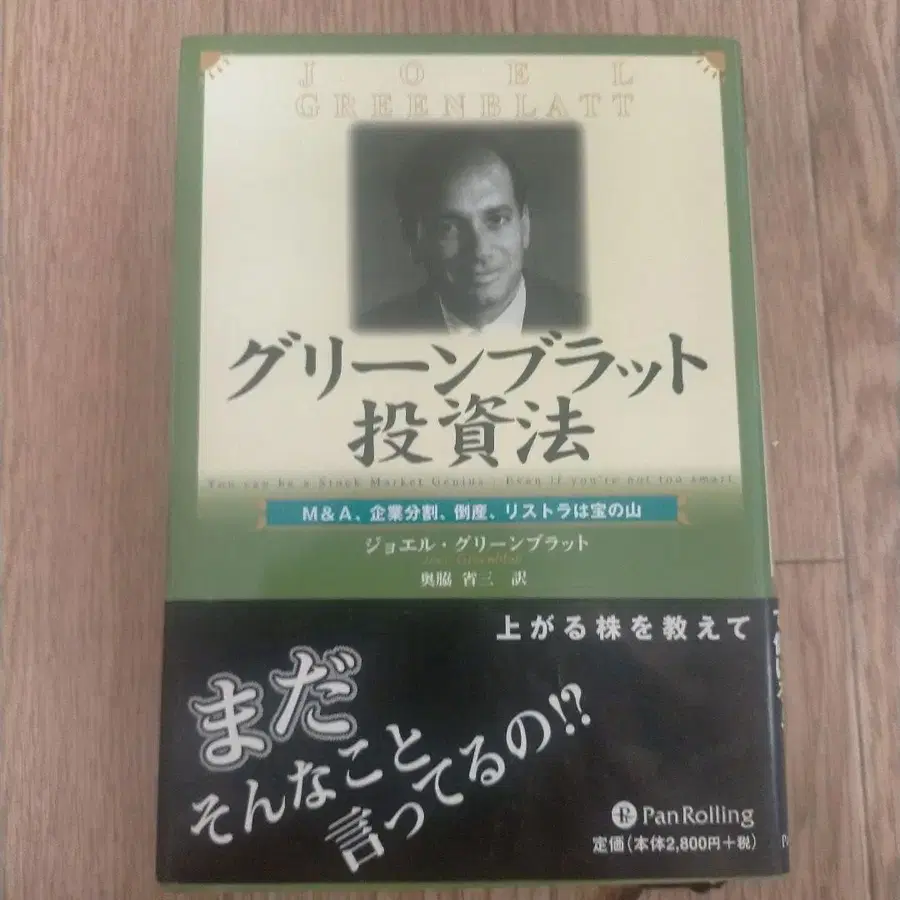 JOEL
GREENBLATT
グリーンブラット
投資法
You can be a Stock Market Genius : Even if you're not too smart
M&A、企業分割、倒産、リストラは宝の山
ジョエル・グリーンブラット
Joel Greenblatt
奥脇 省三 訳
上がる株を教えて
まだ
そんなこと
言ってるの!?
PanRolling
定価(本体2,800円+税)